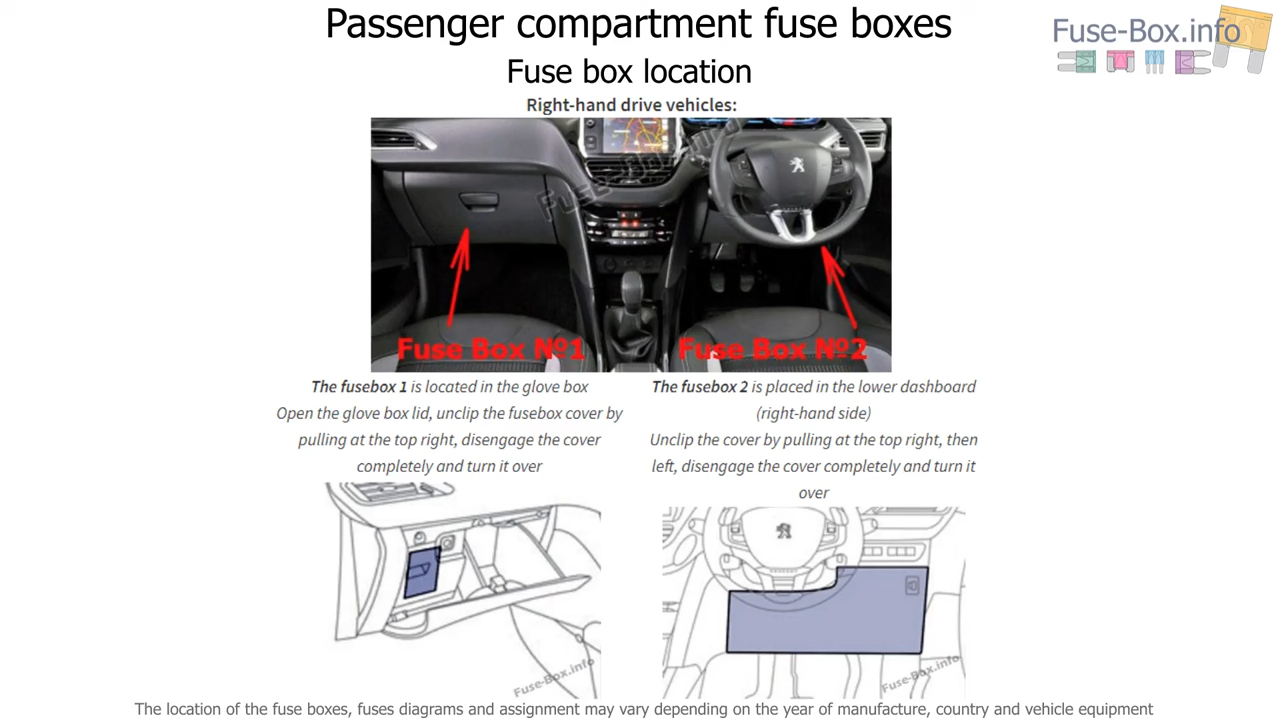 Passenger compartment fuse boxes
Fuse-Box.info
Fuse box location
Right-hand drive vehicles:
Fuse-Box.info
Fuse Box №1
Fuse Box №2
The fusebox 1 is located in the glove box
Open the glove box lid, unclip the fusebox cover by
pulling at the top right, disengage the cover
completely and turn it over
The fusebox 2 is placed in the lower dashboard
(right-hand side)
Unclip the cover by pulling at the top right, then
left, disengage the cover completely and turn it
over
Fuse-Box.info
Fuse-Box.info
The location of the fuse boxes, fuses diagrams and assignment may vary depending on the year of manufacture, country and vehicle equipment